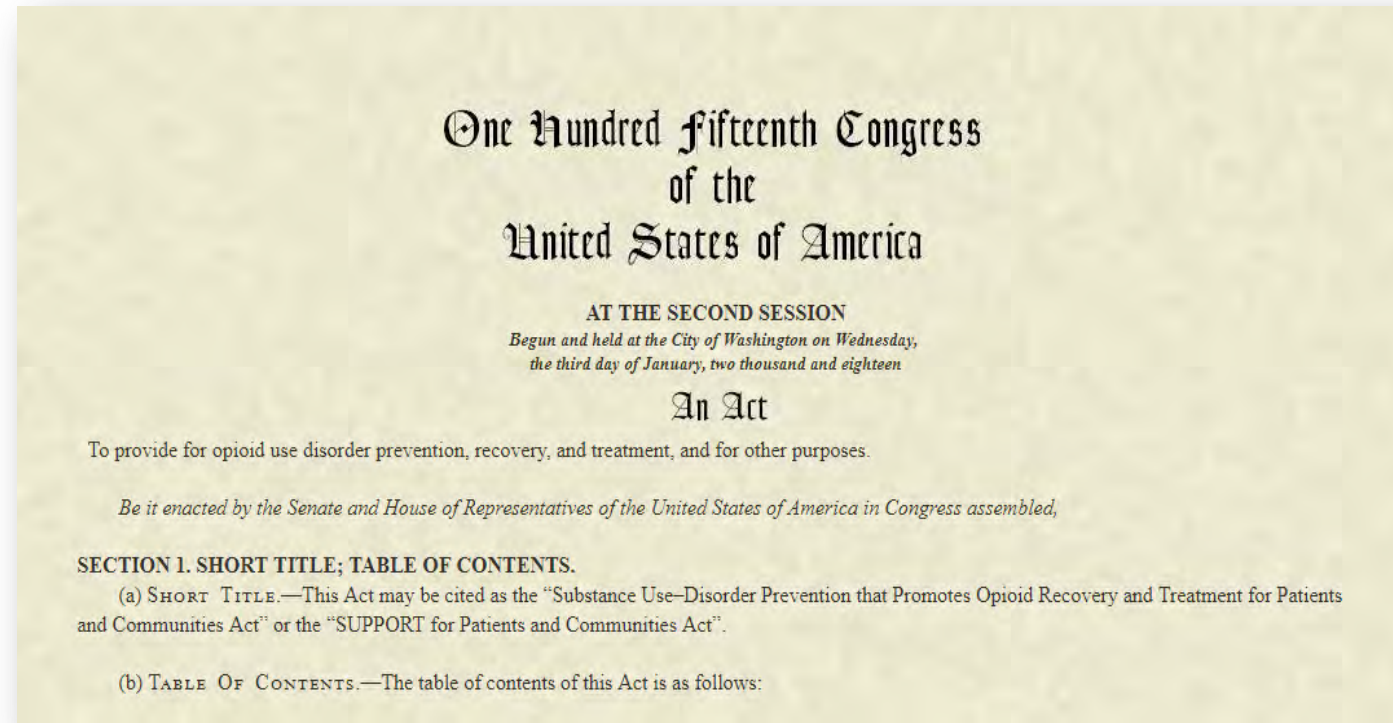 One Hundred Fifteenth Congress
of the
United States of America
AT THE SECOND SESSION
Begun and held at the City of Washington on Wednesday,
the third day of January, two thousand and eighteen
An Act
To provide for opioid use disorder prevention, recovery, and treatment, and for other purposes.
Be it enacted by the Senate and House of Representatives of the United States of America in Congress assembled,
SECTION 1. SHORT TITLE; TABLE OF CONTENTS.
(a) SHORT TITLE.—This Act may be cited as the “Substance Use–Disorder Prevention that Promotes Opioid Recovery and Treatment for Patients
and Communities Act” or the “SUPPORT for Patients and Communities Act”.
(b) TABLE OF CONTENTS.—The table of contents of this Act is as follows: